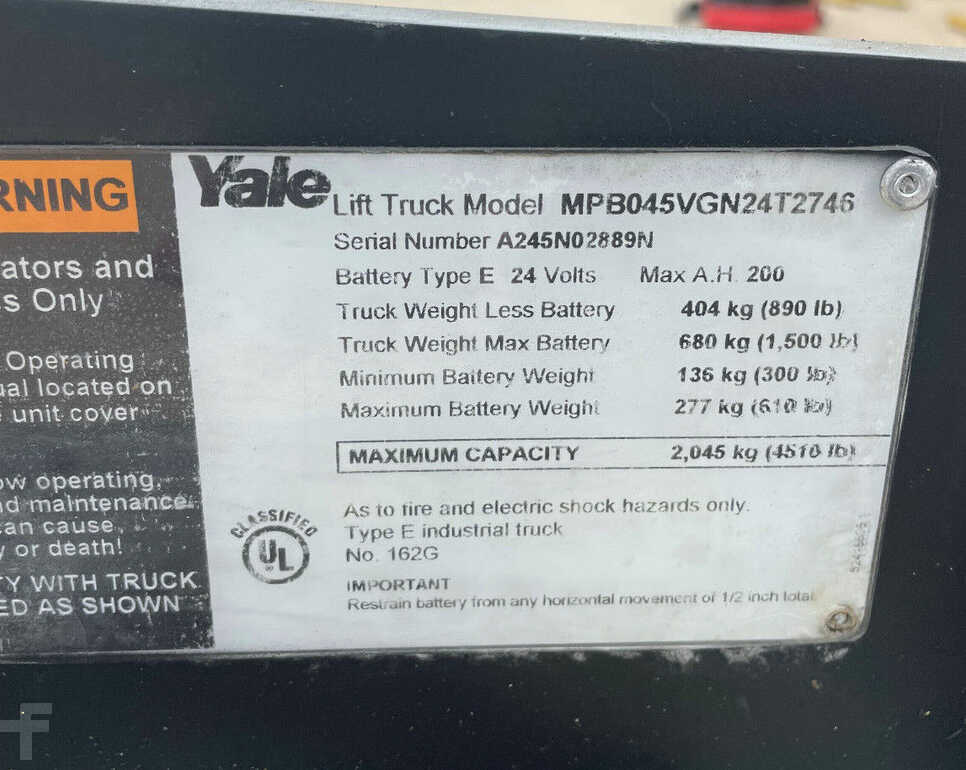 RNING
ators and
s Only
Operating
ual located on
unit cover
ow operating,
nd maintenance
can cause
y or death!
TY WITH TRUCK
ED AS SHOWN
Yale
Lift Truck Model MPB045VGN24T2746
Serial Number A245N02889N
Battery Type E 24 Volts Max A.H. 200
Truck Weight Less Battery 404 kg (890 lb)
Truck Weight Max Battery 680 kg (1,500 lb)
Minimum Battery Weight 136 kg (300 lb)
Maximum Battery Weight 277 kg (610 lb)
MAXIMUM CAPACITY 2,045 kg (4510 lb)
CLASSIFIED
UL
As to fire and electric shock hazards only.
Type E industrial truck
No. 162G
IMPORTANT
Restrain battery from any horizontal movement of 1/2 inch total
F